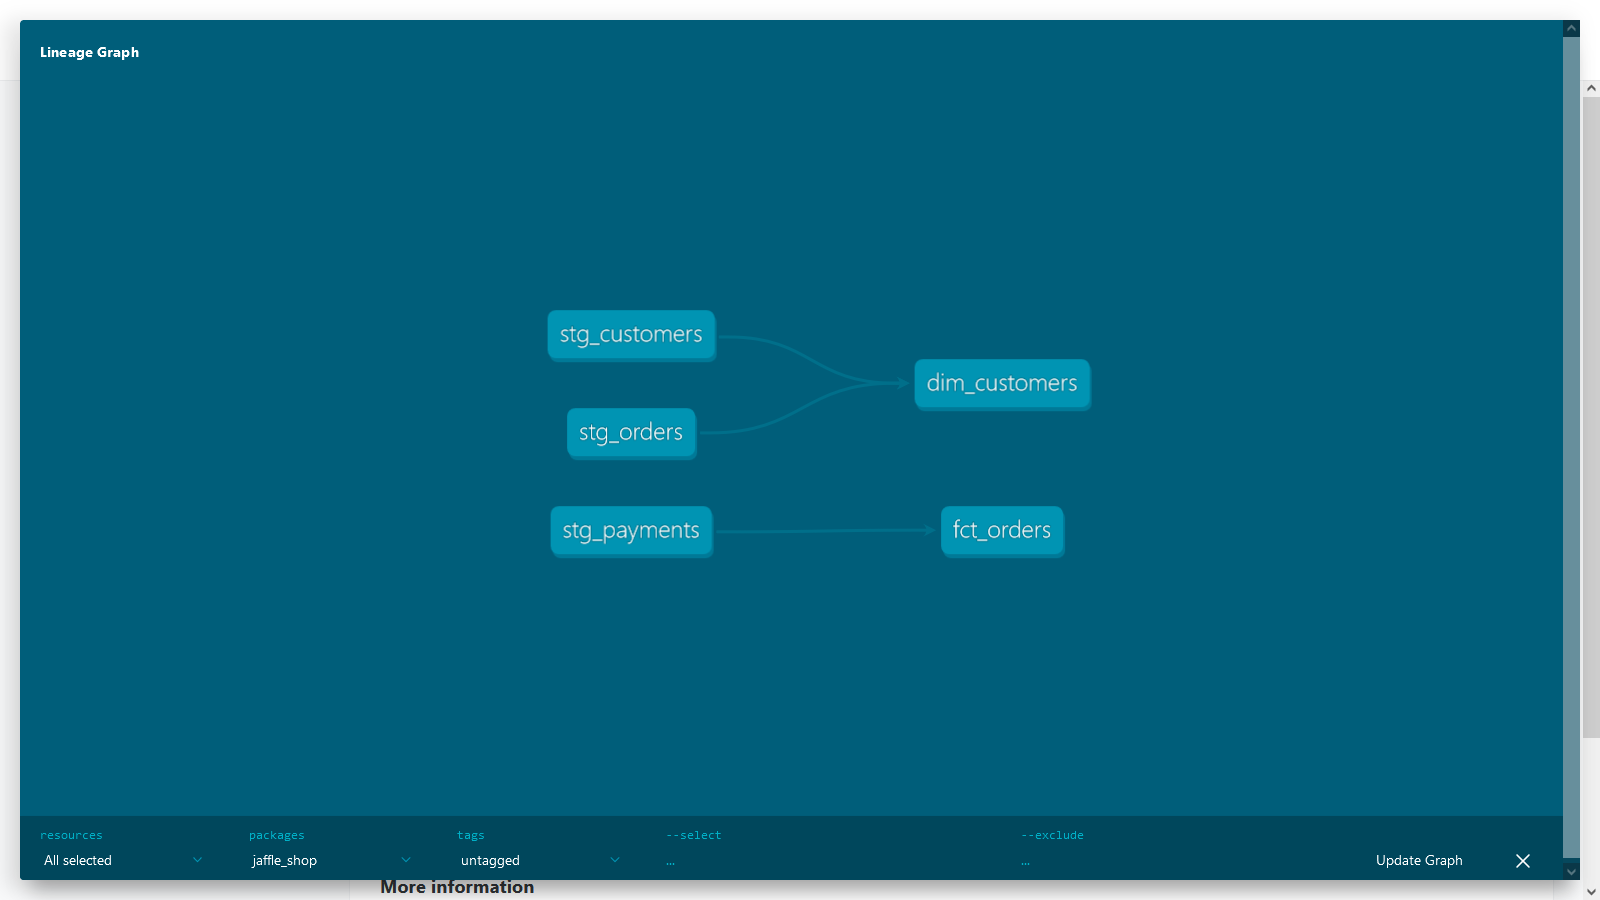 Lineage Graph
stg_customers
dim_customers
stg_orders
stg_payments
fct_orders
resources
packages
tags
--select
--exclude
All selected
jaffle_shop
untagged
...
...
Update Graph
More information